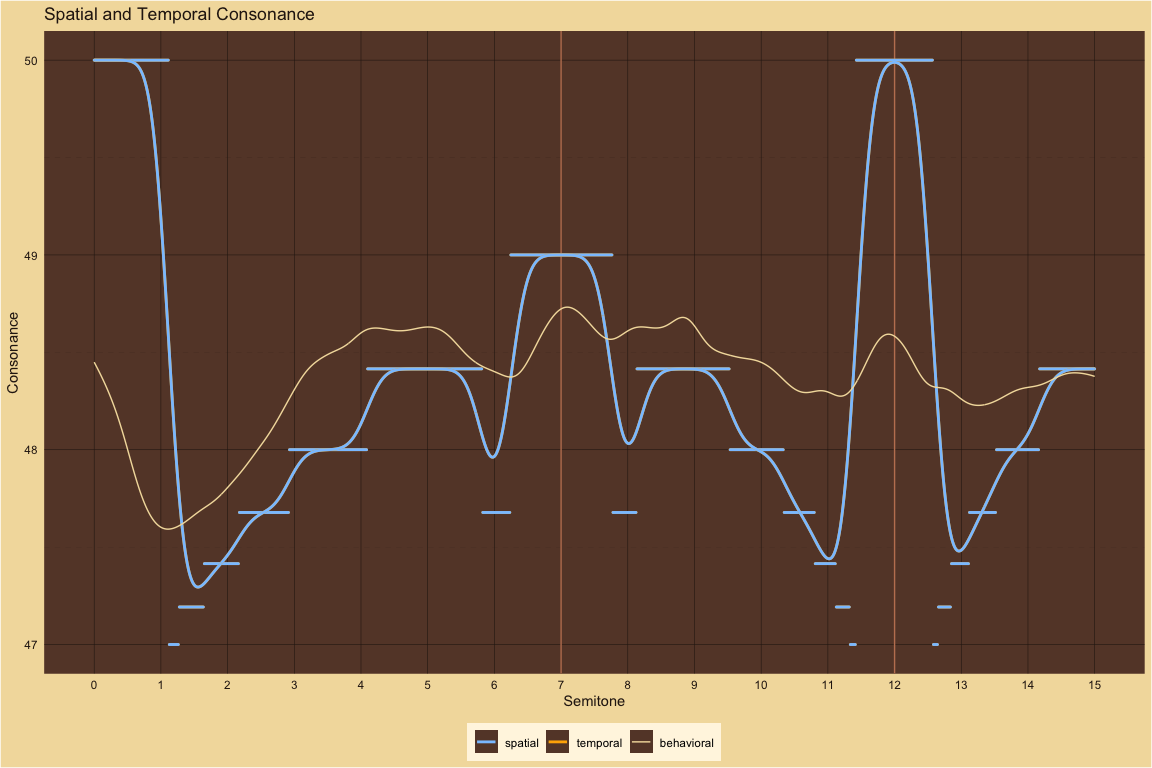 Spatial and Temporal Consonance
50
49
48
47
Consonance
0 1 2 3 4 5 6 7 8 9 10 11 12 13 14 15
Semitone
spatial temporal behavioral